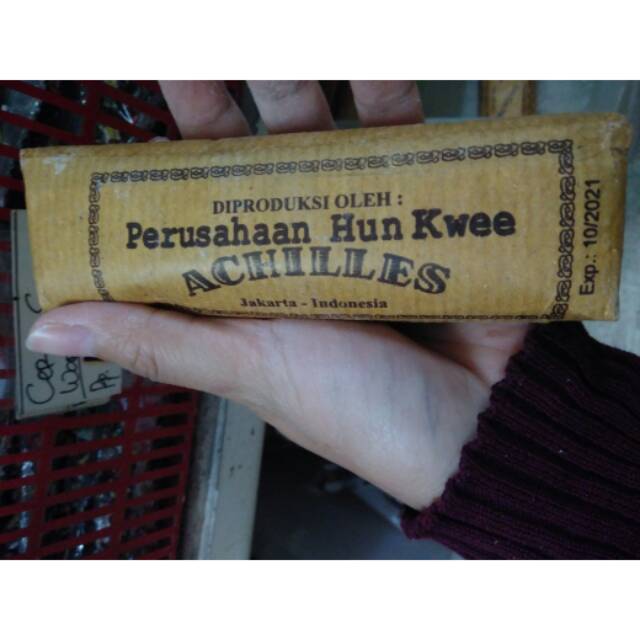 DIPRODUKSI OLEH :
Perusahaan Hun Kwee
ACHILLES
Jakarta - Indonesia
Exp.: 10/2021